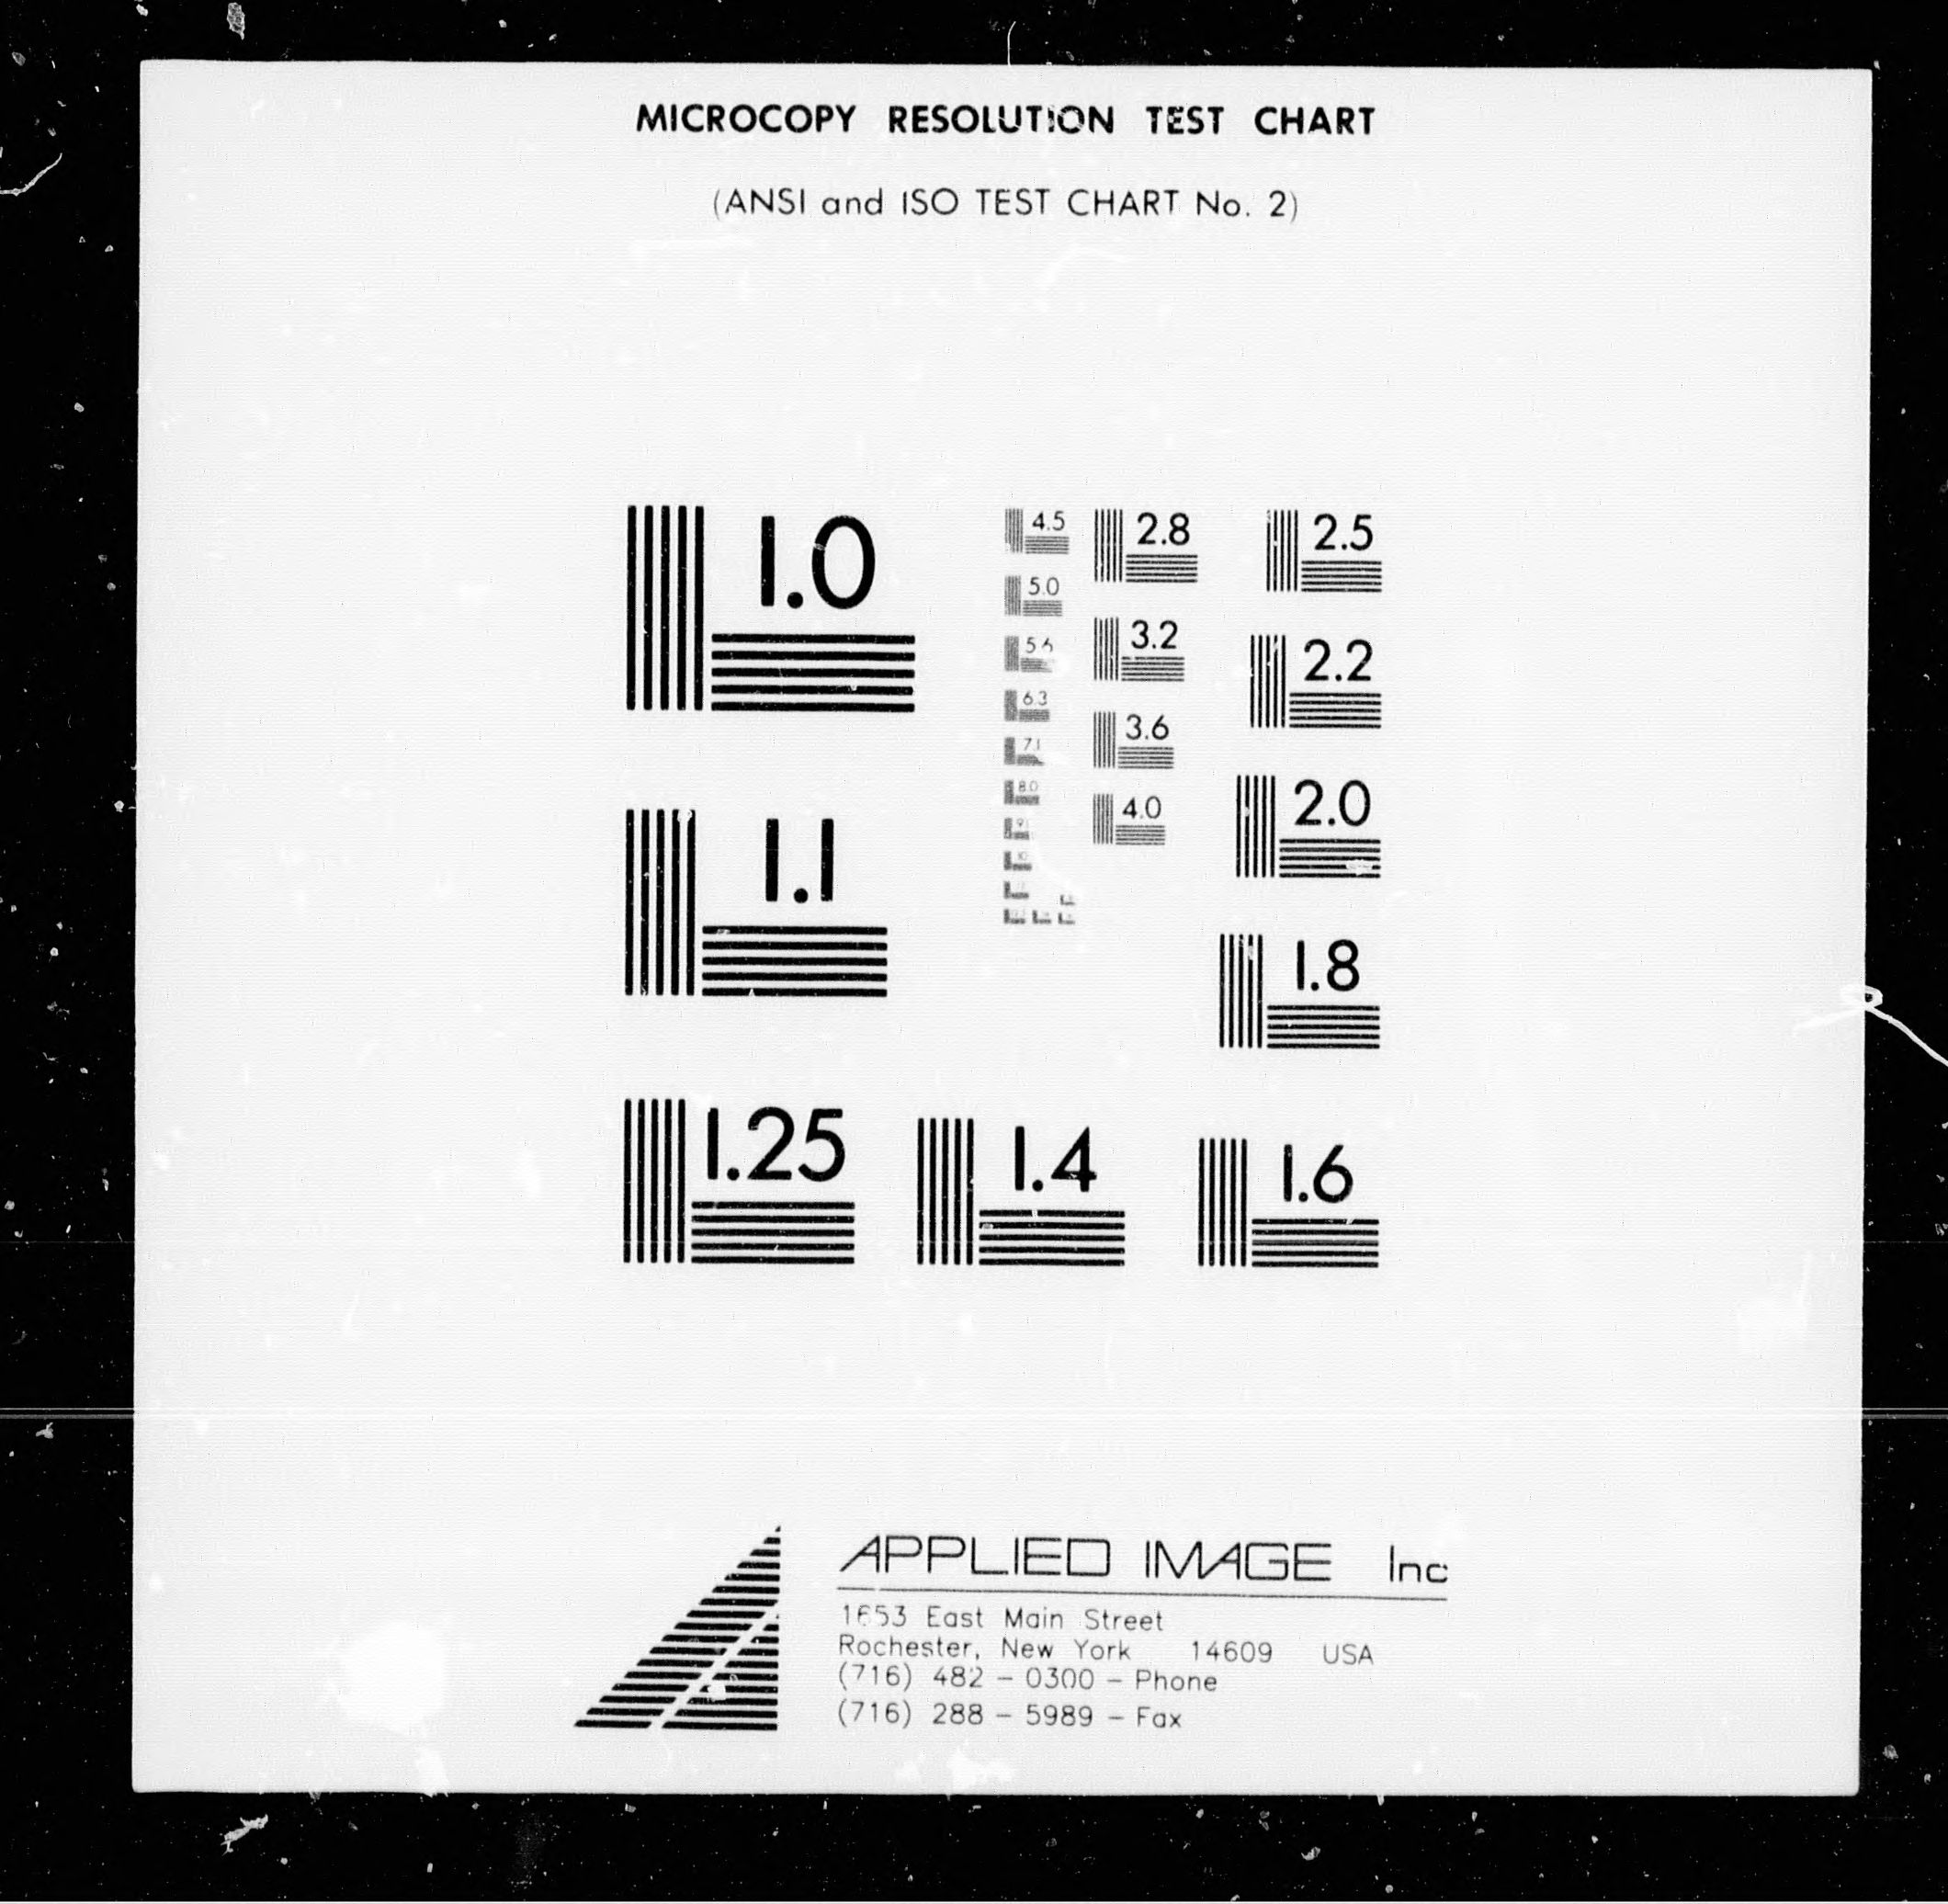 MICROCOPY RESOLUTION TEST CHART
(ANSI and ISO TEST CHART No. 2)
1.0
1.1
1.25
1.4
1.6
1.8
2.0
2.2
2.5
2.8
3.2
3.6
4.0
4.5
5.0
5.6
6.3
7.1
8.0
APPLIED IMAGE Inc
1653 East Main Street
Rochester, New York 14609 USA
(716) 482 - 0300 - Phone
(716) 288 - 5989 - Fax